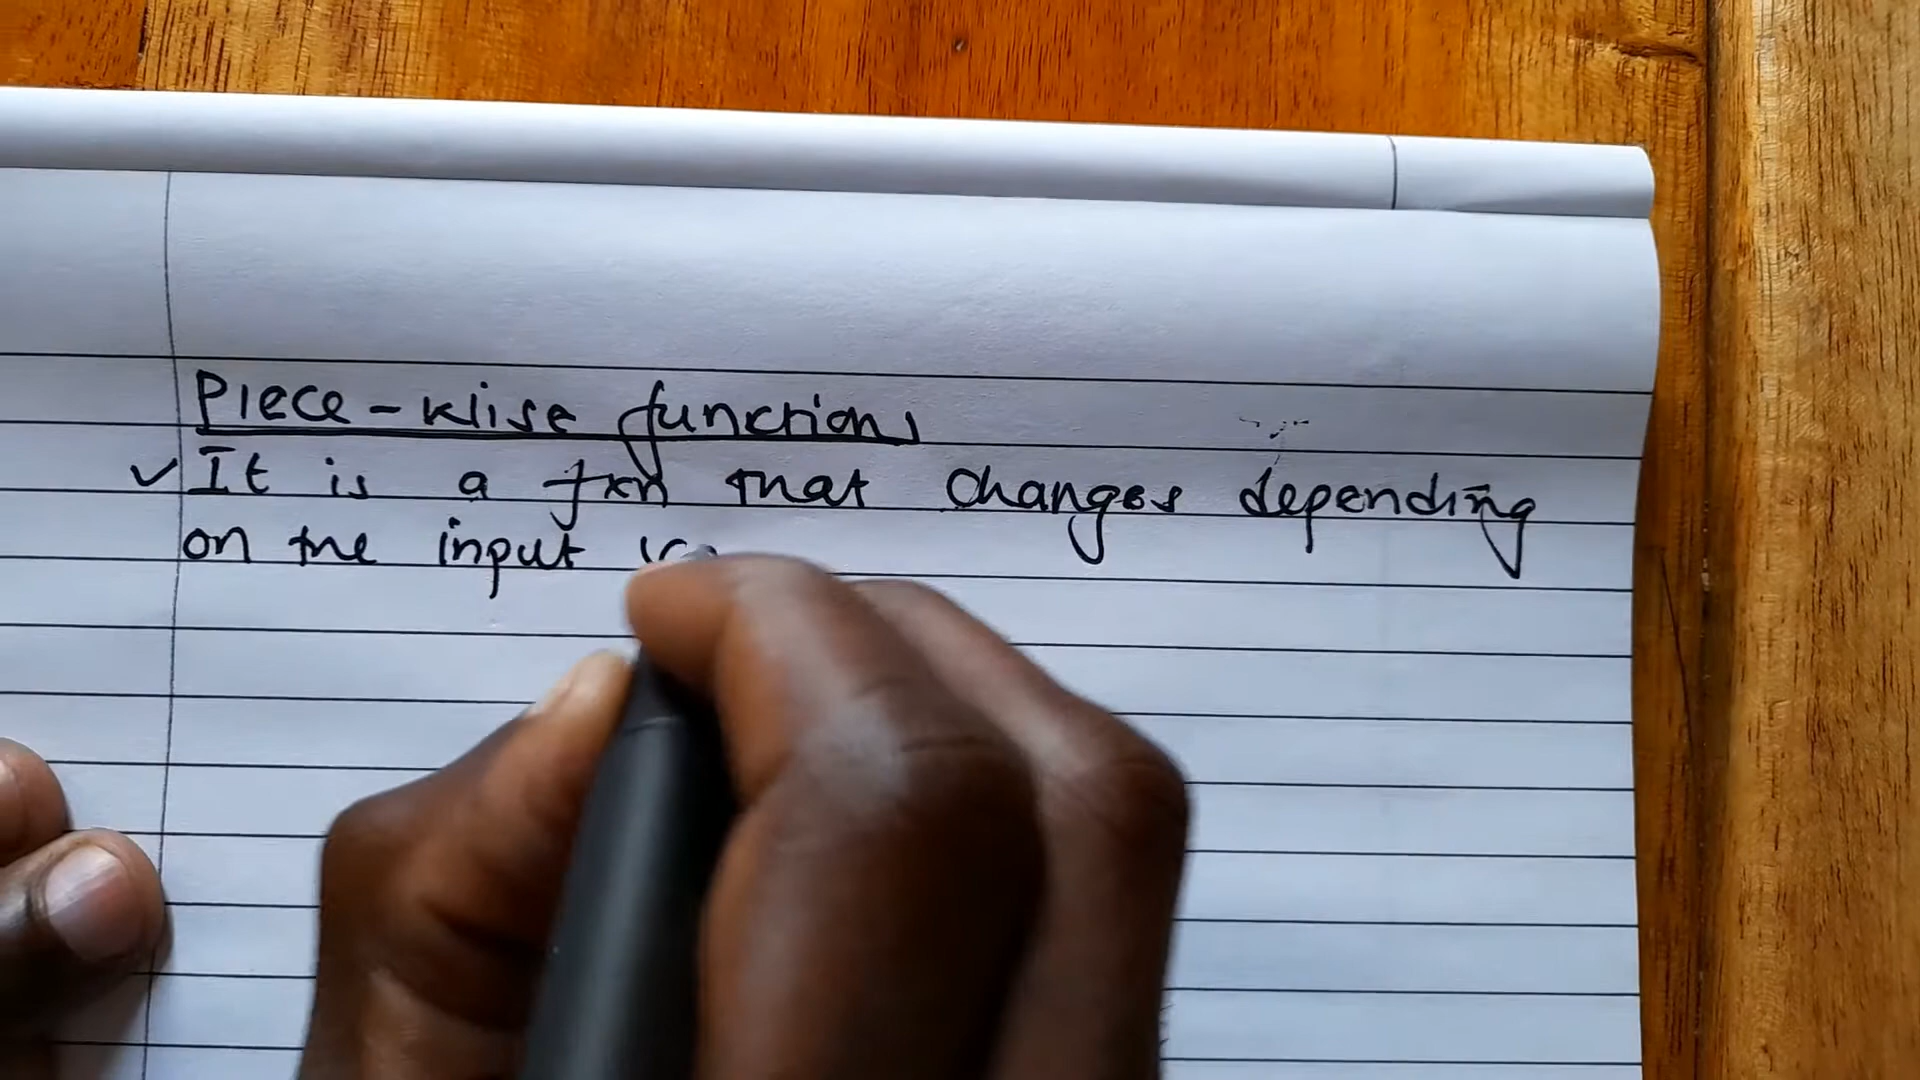 Piece-wise functions
✓ It is a fxn that changes depending
on the input